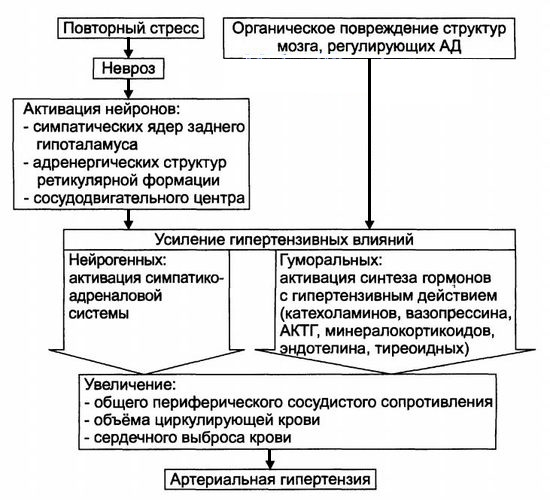 Повторный стресс
Органическое повреждение структур
мозга, регулирующих АД
Невроз
Активация нейронов:
- симпатических ядер заднего
гипоталамуса
- адренергических структур
ретикулярной формации
- сосудодвигательного центра
Усиление гипертензивных влияний
Нейрогенных:
активация симпатико-
адреналовой
системы
Гуморальных:
активация синтеза гормонов
с гипертензивным действием
(катехоламинов, вазопрессина,
АКТГ, минералокортикоидов,
эндотелина, тиреоидных)
Увеличение:
- общего периферического сосудистого сопротивления
- объёма циркулирующей крови
- сердечного выброса крови
Артериальная гипертензия